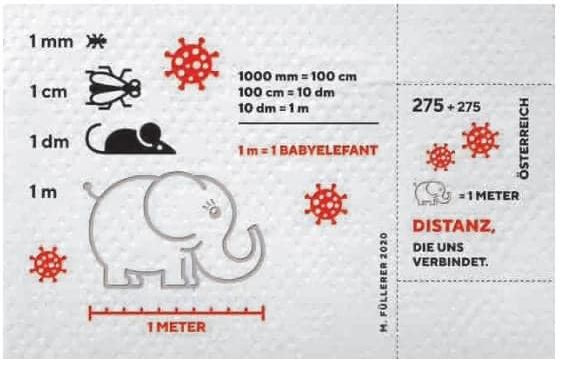 1 mm
1 cm
1 dm
1 m
1000 mm = 100 cm
100 cm = 10 dm
10 dm = 1 m
1 m = 1 BABYELEFANT
1 METER
M. FÜLLERER 2020
275 + 275
ÖSTERREICH
= 1 METER
DISTANZ,
DIE UNS
VERBINDET.